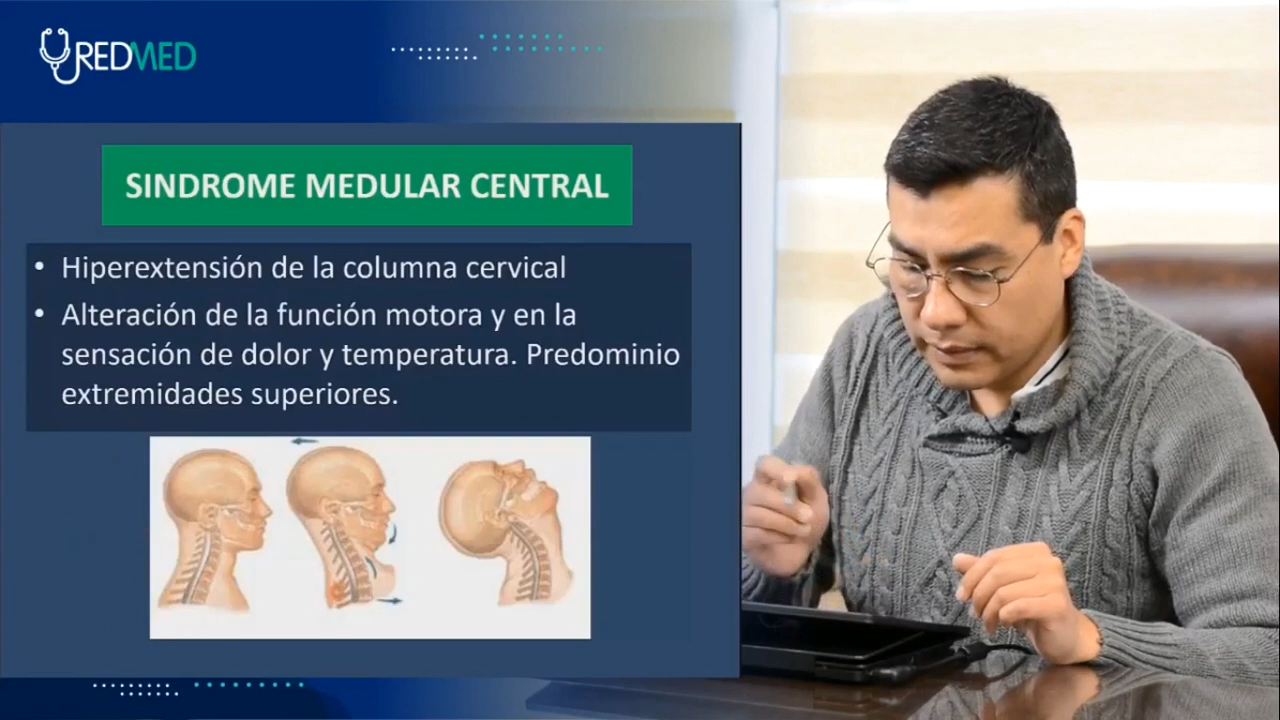 REDMED
SINDROME MEDULAR CENTRAL
• Hiperextensión de la columna cervical
• Alteración de la función motora y en la
sensación de dolor y temperatura. Predominio
extremidades superiores.